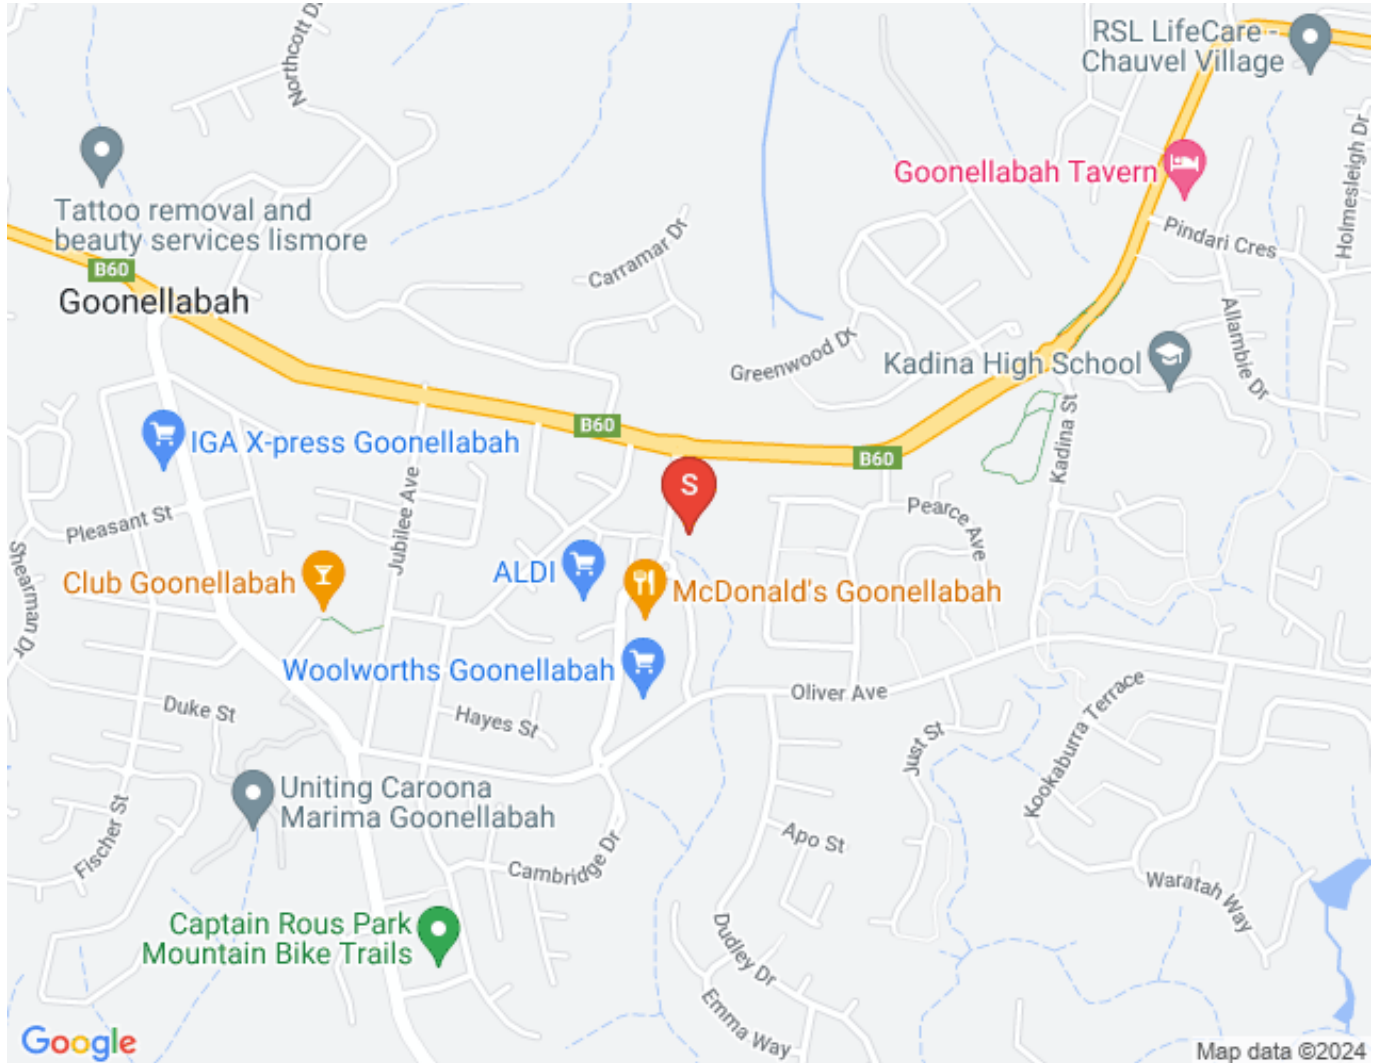 Northcott Dr
RSL LifeCare -
Chauvel Village
Holmesleigh Dr
Goonellabah Tavern
Tattoo removal and
beauty services lismore
Pindari Cres
Carramar Dr
B60
Goonellabah
Allambie Dr
Greenwood Dr
Kadina High School
Kadina St
B60
IGA X-press Goonellabah
B60
S
Pearce Ave
Jubilee Ave
Pleasant St
Shearman Dr
Club Goonellabah
ALDI
McDonald's Goonellabah
Woolworths Goonellabah
Oliver Ave
Duke St
Hayes St
Just St
Kookaburra Terrace
Uniting Caroona
Marima Goonellabah
Fischer St
Cambridge Dr
Apo St
Waratah Way
Captain Rous Park
Mountain Bike Trails
Dudley Dr
Emma Way
Google
Map data ©2024